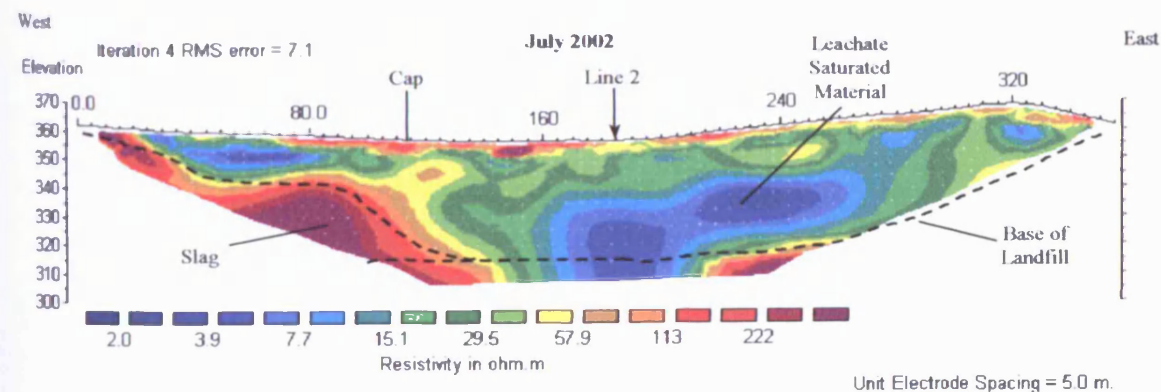 West
East
Iteration 4 RMS error = 7.1
July 2002
Elevation
Cap
Line 2
Leachate
Saturated
Material
0.0
80.0
160
240
320
370
360
350
340
330
320
310
300
Slag
Base of
Landfill
2.0 3.9 7.7 15.1 29.5 57.9 113 222
Resistivity in ohm.m
Unit Electrode Spacing = 5.0 m.